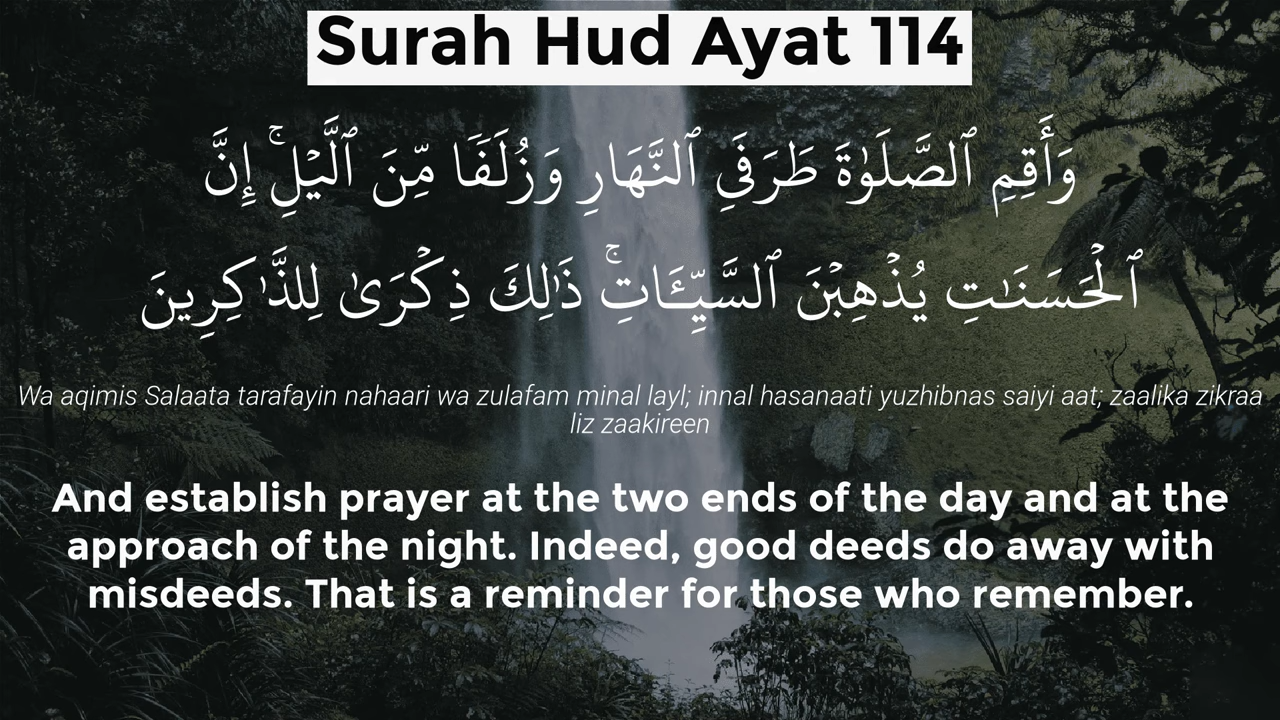 Surah Hud Ayat 114
وَأَقِمِ ٱلصَّلَوٰةَ طَرَفَىِ ٱلنَّهَارِ وَزُلَفًا مِّنَ ٱلَّيْلِ ۚ إِنَّ
ٱلْحَسَنَـٰتِ يُذْهِبْنَ ٱلسَّيِّـَٔاتِ ۚ ذَٰلِكَ ذِكْرَىٰ لِلذَّٰكِرِينَ
Wa aqimis Salaata tarafayin nahaari wa zulafam minal layl; innal hasanaati yuzhibnas saiyi aat; zaalika zikraa
liz zaakireen
And establish prayer at the two ends of the day and at the
approach of the night. Indeed, good deeds do away with
misdeeds. That is a reminder for those who remember.